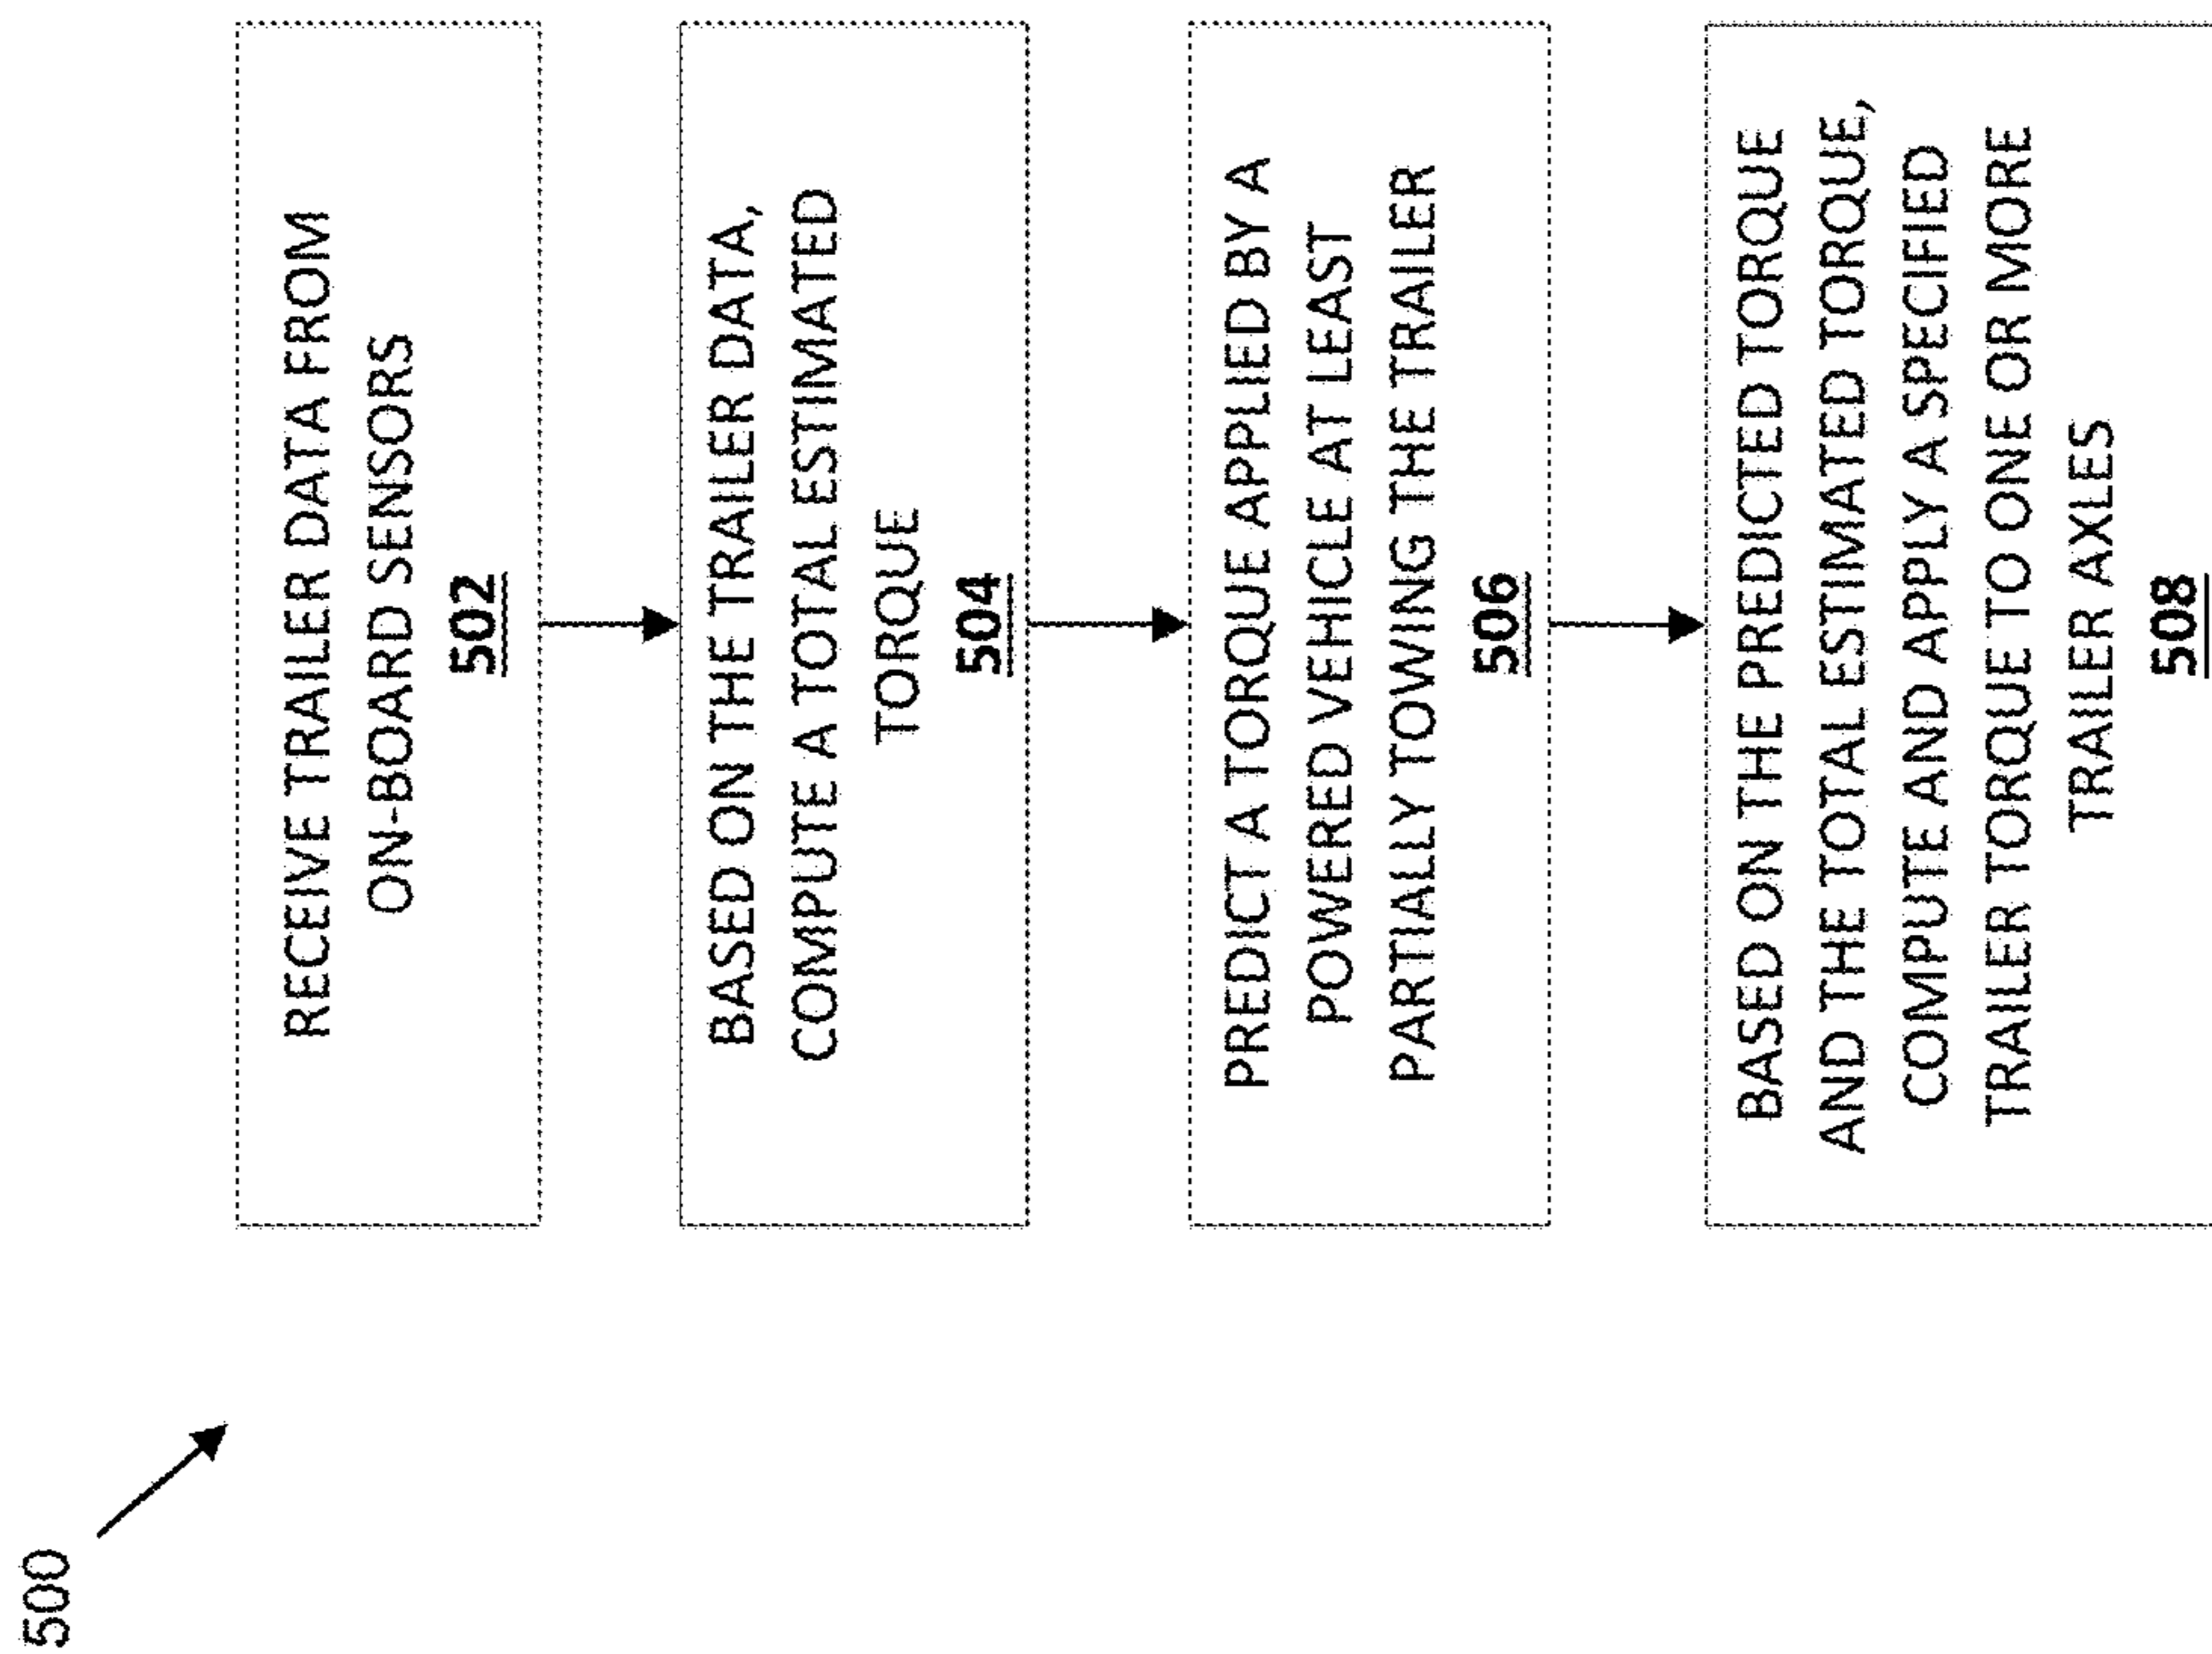 500
RECEIVE TRAILER DATA FROM
ON-BOARD SENSORS
502
BASED ON THE TRAILER DATA,
COMPUTE A TOTAL ESTIMATED
TORQUE
504
PREDICT A TORQUE APPLIED BY A
POWERED VEHICLE AT LEAST
PARTIALLY TOWING THE TRAILER
506
BASED ON THE PREDICTED TORQUE
AND THE TOTAL ESTIMATED TORQUE,
COMPUTE AND APPLY A SPECIFIED
TRAILER TORQUE TO ONE OR MORE
TRAILER AXLES
508